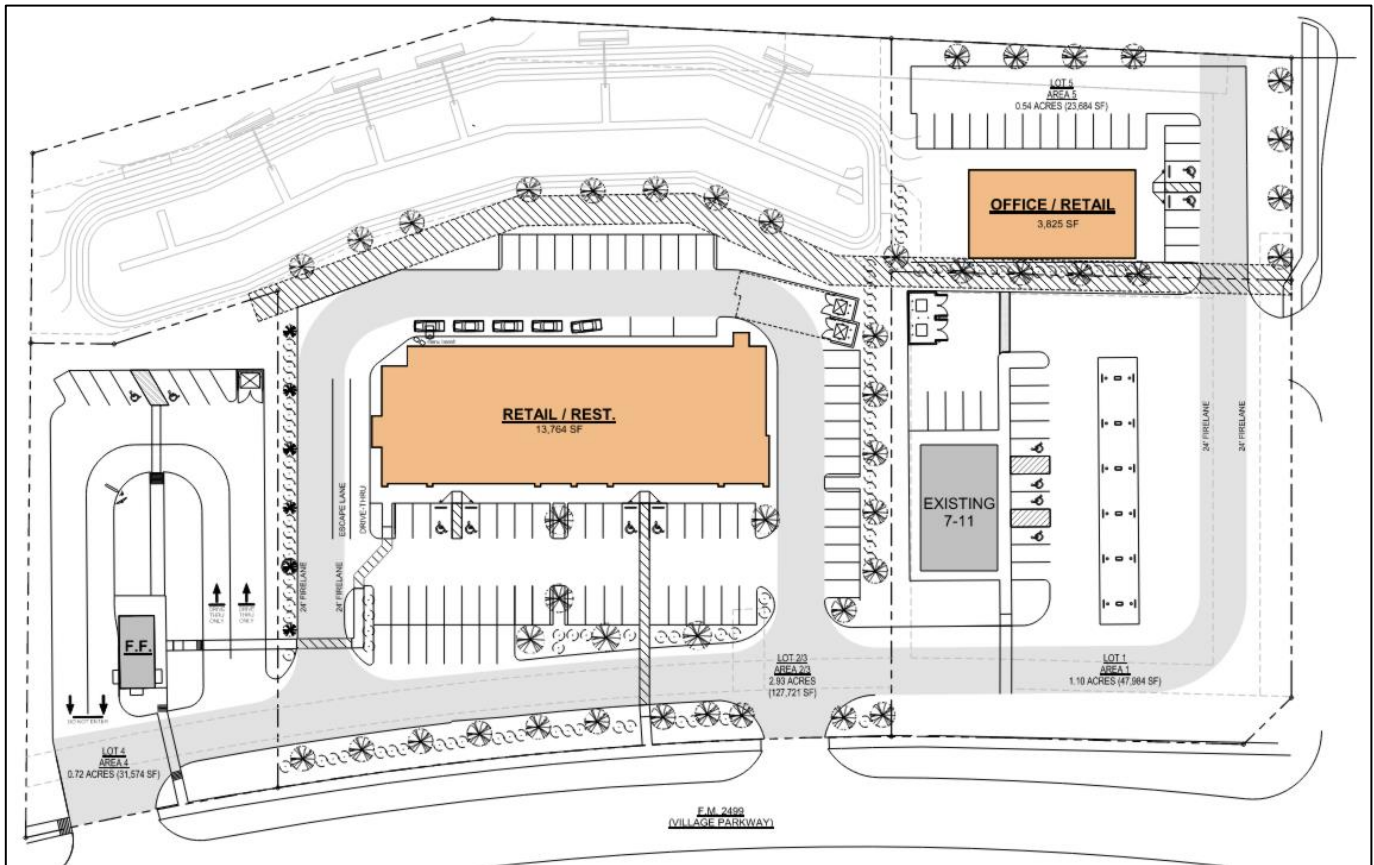 LOT 5
AREA 5
0.54 ACRES (23,684 SF)
OFFICE / RETAIL
3,825 SF
RETAIL / REST.
13,764 SF
ESCAPE LANE
DRIVE-THRU
24' FIRELANE
24' FIRELANE
24' FIRELANE
24' FIRELANE
EXISTING
7-11
DRIVE
THRU
ONLY
DRIVE
THRU
ONLY
F.F.
DO NOT ENTER
LOT 4
AREA 4
0.72 ACRES (31,574 SF)
LOT 2/3
AREA 2/3
2.93 ACRES
(127,721 SF)
LOT 1
AREA 1
1.10 ACRES (47,984 SF)
F.M. 2499
(VILLAGE PARKWAY)